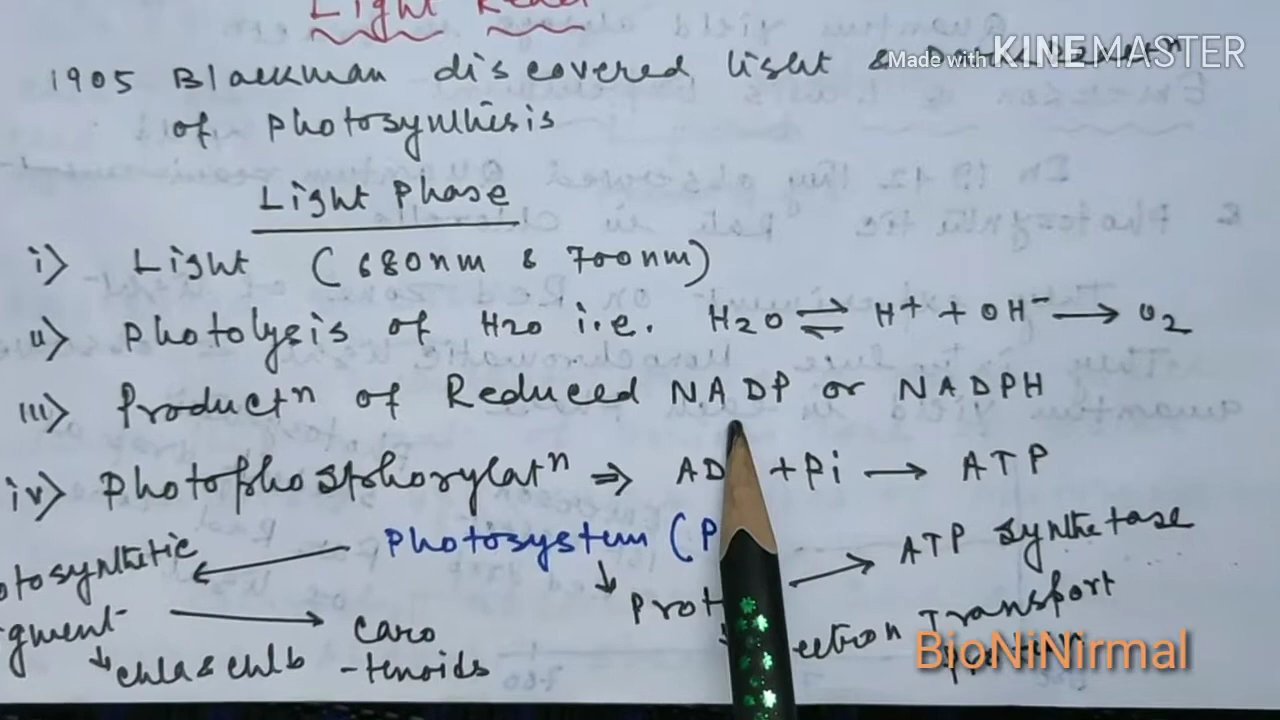 Light React
Made with KINEMASTER
1905 Blackman discovered light &
of Photosynthesis
Light Phase
i) Light (680nm & 700nm)
ii) Photolysis of H2O i.e. H2O ⇌ H+ + OH- → O2
iii) Productn of Reduced NADP or NADPH
iv) Photophosphorylatn ⇒ AD + Pi → ATP
otosynthetic ← Photosystem (P → ATP Synthetase
gment → caro ↓ Prot ectron Transport
↓ chla & chlb -tenoids
BioNiNirmal